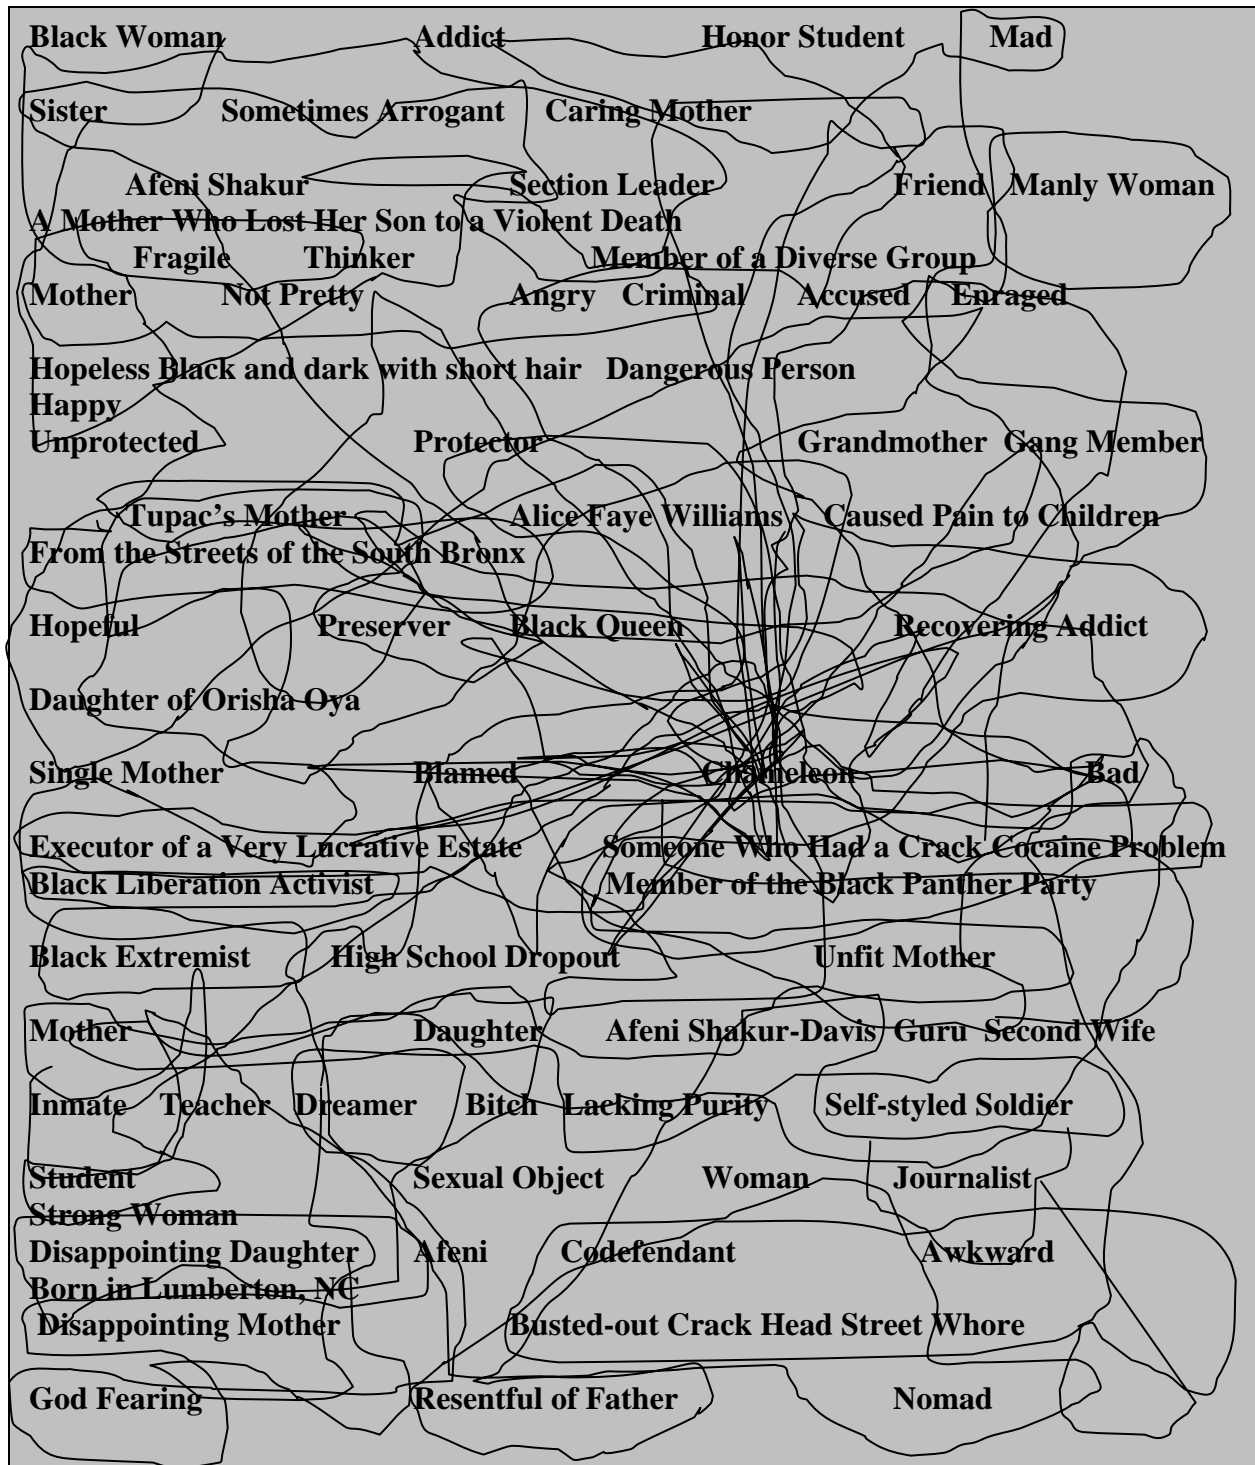 Black Woman Addict Honor Student Mad
Sister Sometimes Arrogant Caring Mother
Afeni Shakur Section Leader Friend Manly Woman
A Mother Who Lost Her Son to a Violent Death
Fragile Thinker Member of a Diverse Group
Mother Not Pretty Angry Criminal Accused Enraged
Hopeless Black and dark with short hair Dangerous Person
Happy
Unprotected Protector Grandmother Gang Member
Tupac’s Mother Alice Faye Williams Caused Pain to Children
From the Streets of the South Bronx
Hopeful Preserver Black Queen Recovering Addict
Daughter of Orisha Oya
Single Mother Blamed Chameleon Bad
Executor of a Very Lucrative Estate Someone Who Had a Crack Cocaine Problem
Black Liberation Activist Member of the Black Panther Party
Black Extremist High School Dropout Unfit Mother
Mother Daughter Afeni Shakur-Davis Guru Second Wife
Inmate Teacher Dreamer Bitch Lacking Purity Self-styled Soldier
Student Sexual Object Woman Journalist
Strong Woman
Disappointing Daughter Afeni Codefendant Awkward
Born in Lumberton, NC
Disappointing Mother Busted-out Crack Head Street Whore
God Fearing Resentful of Father Nomad